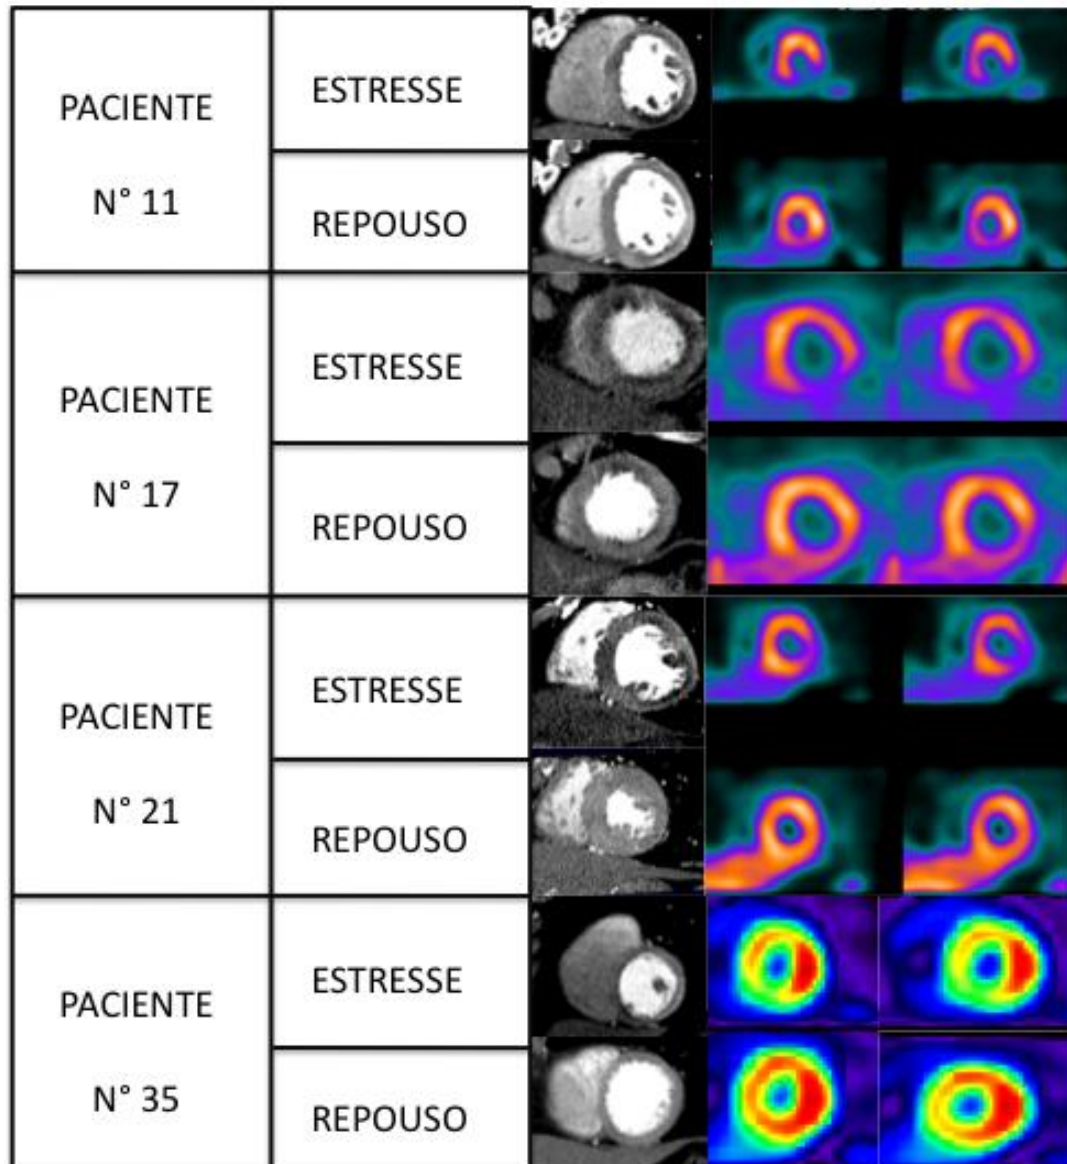 PACIENTE
N° 11
ESTRESSE
REPOUSO
PACIENTE
N° 17
ESTRESSE
REPOUSO
PACIENTE
N° 21
ESTRESSE
REPOUSO
PACIENTE
N° 35
ESTRESSE
REPOUSO